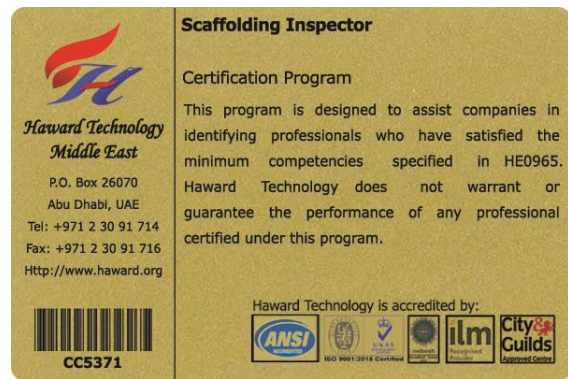 Haward Technology
Middle East
P.O. Box 26070
Abu Dhabi, UAE
Tel: +971 2 30 91 714
Fax: +971 2 30 91 716
Http://www.haward.org
CC5371
Scaffolding Inspector
Certification Program
This program is designed to assist companies in
identifying professionals who have satisfied the
minimum competencies specified in HE0965.
Haward Technology does not warrant or
guarantee the performance of any professional
certified under this program.
Haward Technology is accredited by:
ANSI
ACCREDITED
UKAS
ISO 9001:2015 Certified
nebosh
ilm
Recognised
Provider
City&
Guilds
Approved Centre